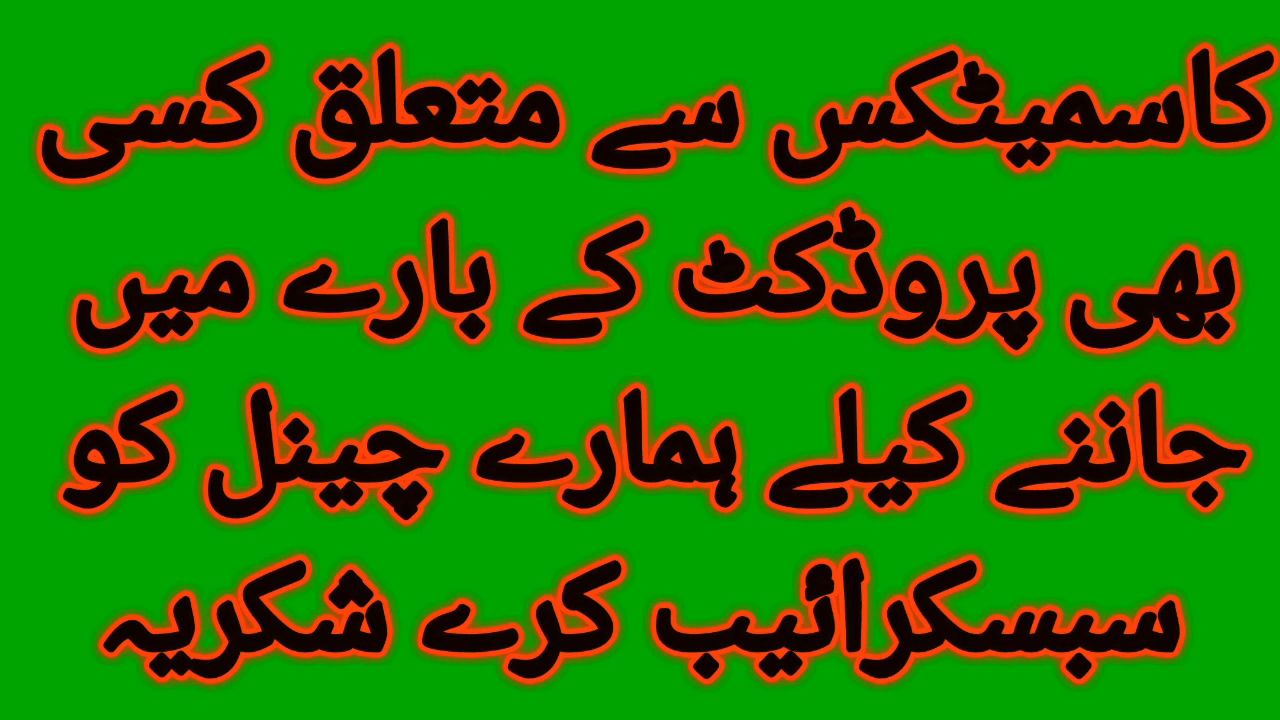 کاسمیٹکس سے متعلق کسی
بھی پروڈکٹ کے بارے میں
جاننے کیلے ہمارے چینل کو
سبسکرائیب کرے شکریہ